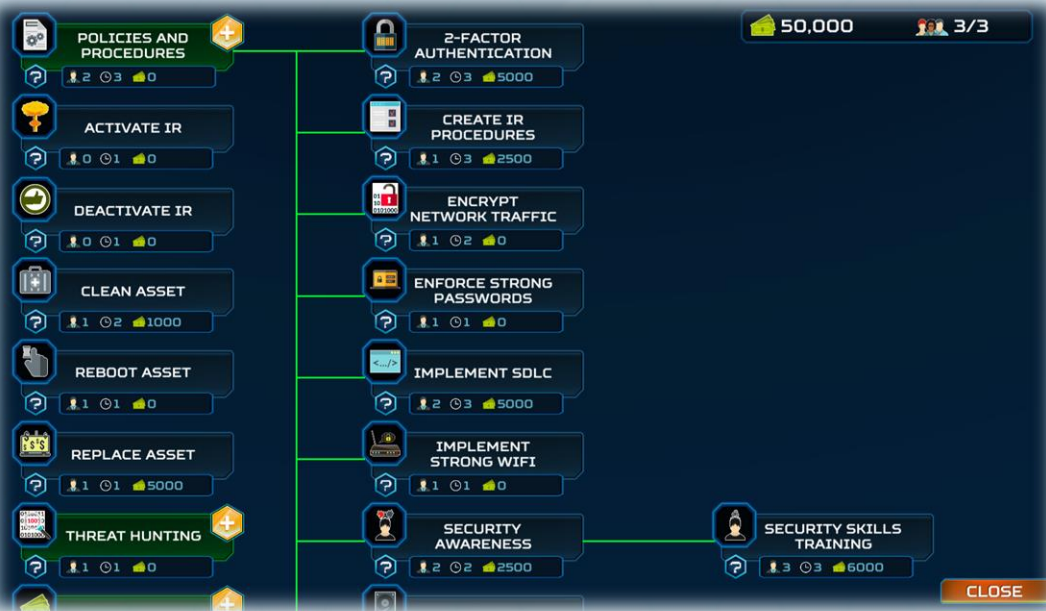 POLICIES AND
PROCEDURES
2 3 0
2-FACTOR
AUTHENTICATION
2 3 5000
50,000 3/3
ACTIVATE IR
0 1 0
CREATE IR
PROCEDURES
1 3 2500
DEACTIVATE IR
0 1 0
ENCRYPT
NETWORK TRAFFIC
1 2 0
CLEAN ASSET
1 2 1000
ENFORCE STRONG
PASSWORDS
1 1 0
REBOOT ASSET
1 1 0
IMPLEMENT SDLC
2 3 5000
REPLACE ASSET
1 1 5000
IMPLEMENT
STRONG WIFI
1 1 0
THREAT HUNTING
1 1 0
SECURITY
AWARENESS
2 2 2500
SECURITY SKILLS
TRAINING
3 3 6000
CLOSE